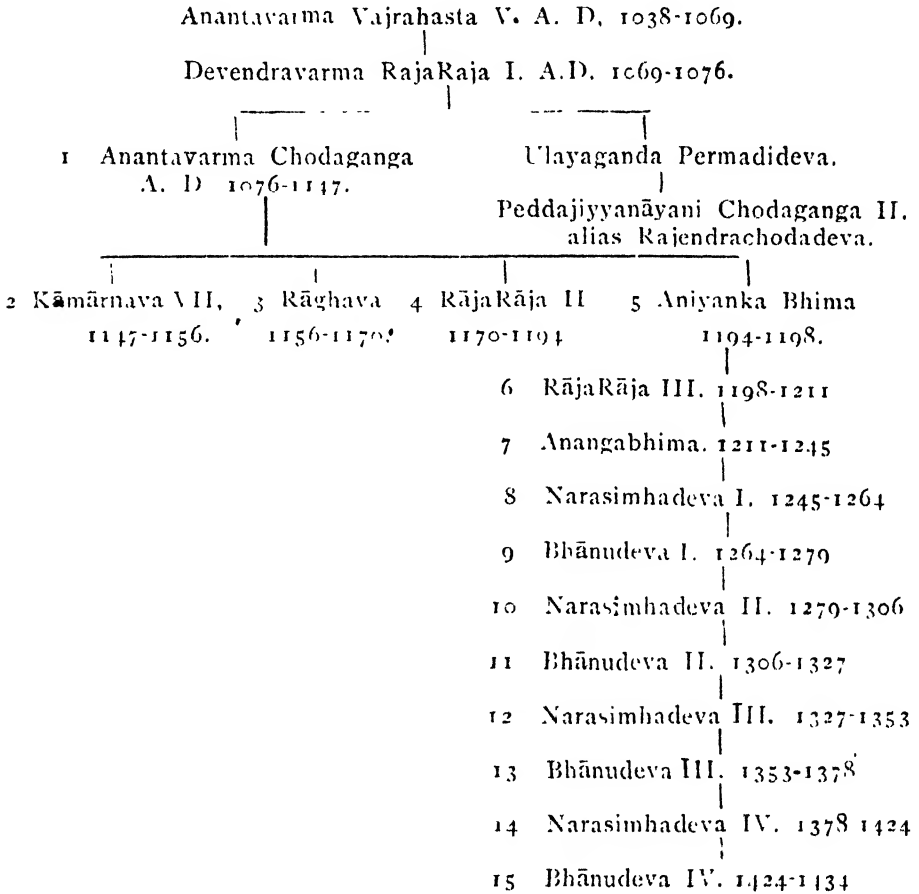 Anantavarma Vajrahasta V. A. D. 1038-1069.
Devendravarma RajaRaja I. A.D. 1069-1076.
1 Anantavarma Chodaganga Ulayaganda Permadideva.
A. D 1076-1147.
Peddajiyyanāyani Chodaganga II.
alias Rajendrachodadeva.
2 Kāmārnava VII, 3 Rāghava 4 RājaRāja II 5 Aniyanka Bhima
1147-1156. 1156-1170. 1170-1194 1194-1198.
6 RājaRāja III. 1198-1211
7 Anangabhima. 1211-1245
8 Narasimhadeva I. 1245-1264
9 Bhānudeva I. 1264-1279
10 Narasimhadeva II. 1279-1306
11 Bhānudeva II. 1306-1327
12 Narasimhadeva III. 1327-1353
13 Bhānudeva III. 1353-1378
14 Narasimhadeva IV. 1378 1424
15 Bhānudeva IV. 1424-1434